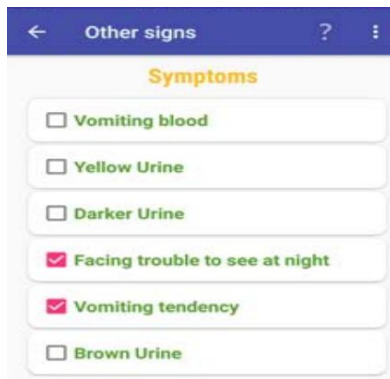 Other signs ?
Symptoms
Vomiting blood
Yellow Urine
Darker Urine
Facing trouble to see at night
Vomiting tendency
Brown Urine